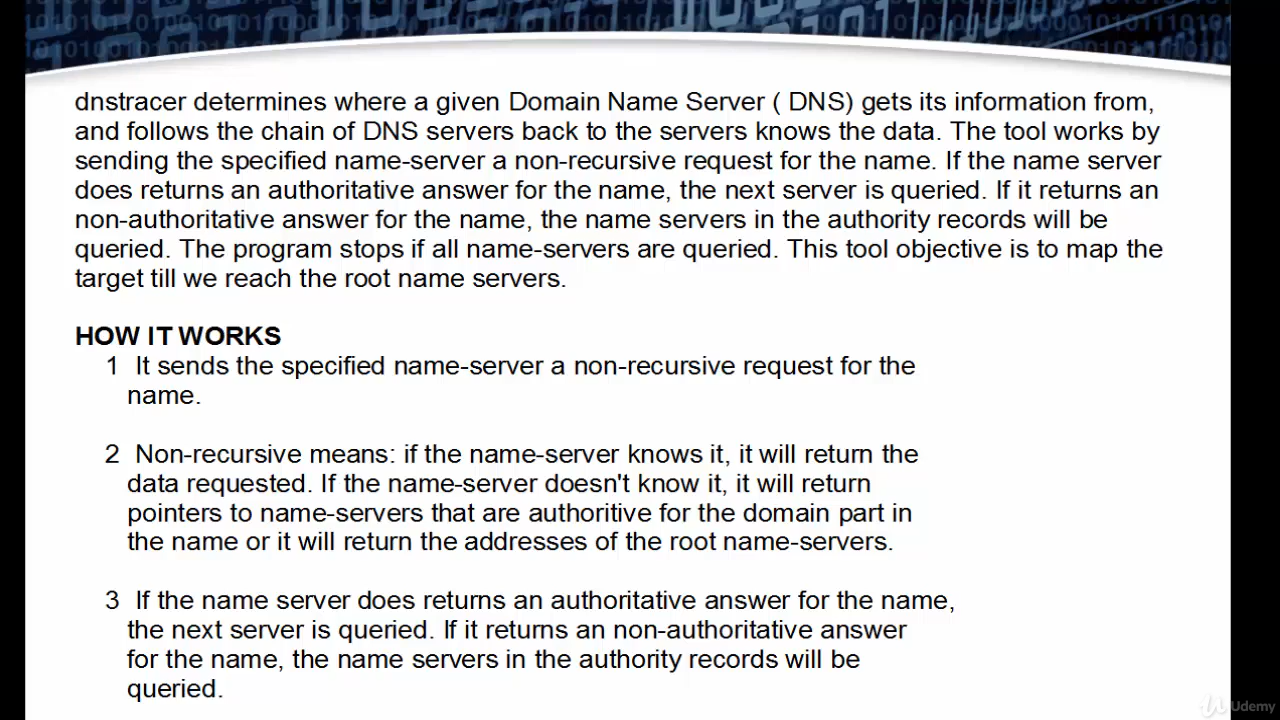 dnstracer determines where a given Domain Name Server ( DNS) gets its information from,
and follows the chain of DNS servers back to the servers knows the data. The tool works by
sending the specified name-server a non-recursive request for the name. If the name server
does returns an authoritative answer for the name, the next server is queried. If it returns an
non-authoritative answer for the name, the name servers in the authority records will be
queried. The program stops if all name-servers are queried. This tool objective is to map the
target till we reach the root name servers.
HOW IT WORKS
1 It sends the specified name-server a non-recursive request for the
name.
2 Non-recursive means: if the name-server knows it, it will return the
data requested. If the name-server doesn't know it, it will return
pointers to name-servers that are authoritive for the domain part in
the name or it will return the addresses of the root name-servers.
3 If the name server does returns an authoritative answer for the name,
the next server is queried. If it returns an non-authoritative answer
for the name, the name servers in the authority records will be
queried.
Udemy